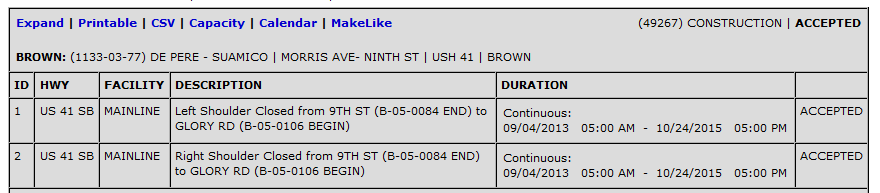 Expand | Printable | CSV | Capacity | Calendar | MakeLike (49267) CONSTRUCTION | ACCEPTED
BROWN: (1133-03-77) DE PERE - SUAMICO | MORRIS AVE- NINTH ST | USH 41 | BROWN
ID HWY FACILITY DESCRIPTION DURATION
1 US 41 SB MAINLINE Left Shoulder Closed from 9TH ST (B-05-0084 END) to
GLORY RD (B-05-0106 BEGIN)
Continuous:
09/04/2013 05:00 AM - 10/24/2015 05:00 PM
ACCEPTED
2 US 41 SB MAINLINE Right Shoulder Closed from 9TH ST (B-05-0084 END)
to GLORY RD (B-05-0106 BEGIN)
Continuous:
09/04/2013 05:00 AM - 10/24/2015 05:00 PM
ACCEPTED